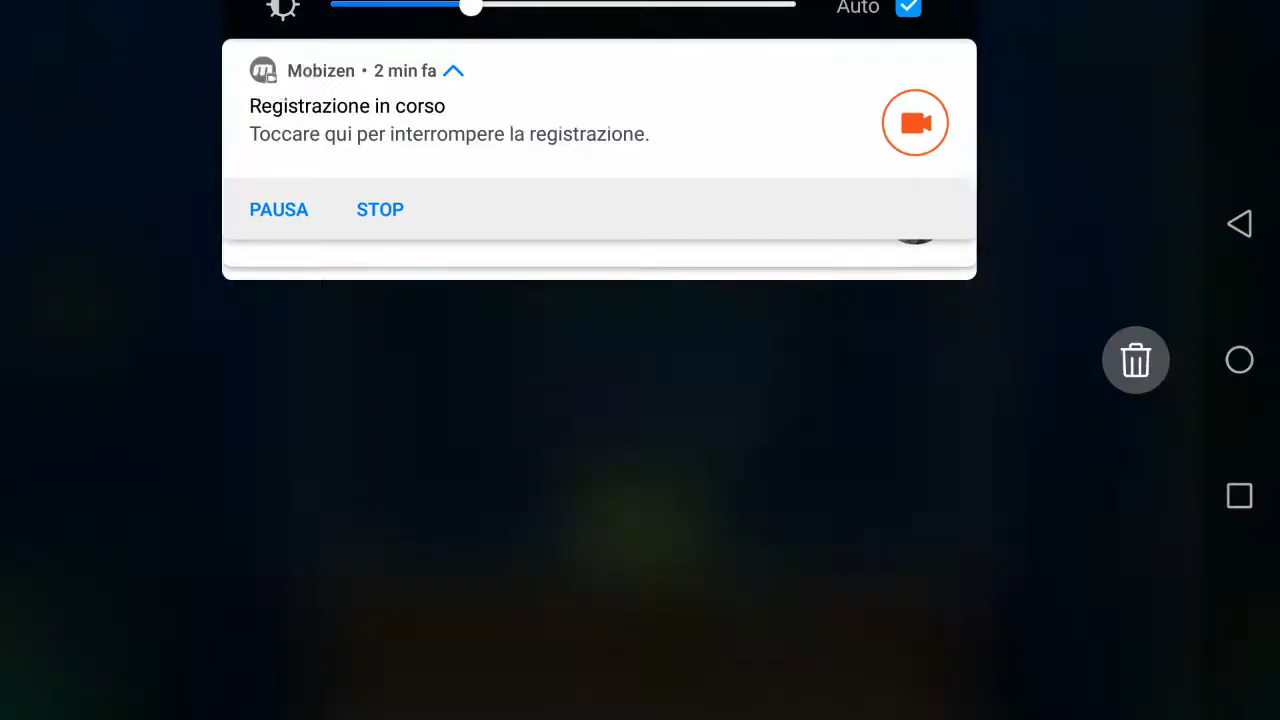 Auto
Mobizen • 2 min fa
Registrazione in corso
Toccare qui per interrompere la registrazione.
PAUSA STOP